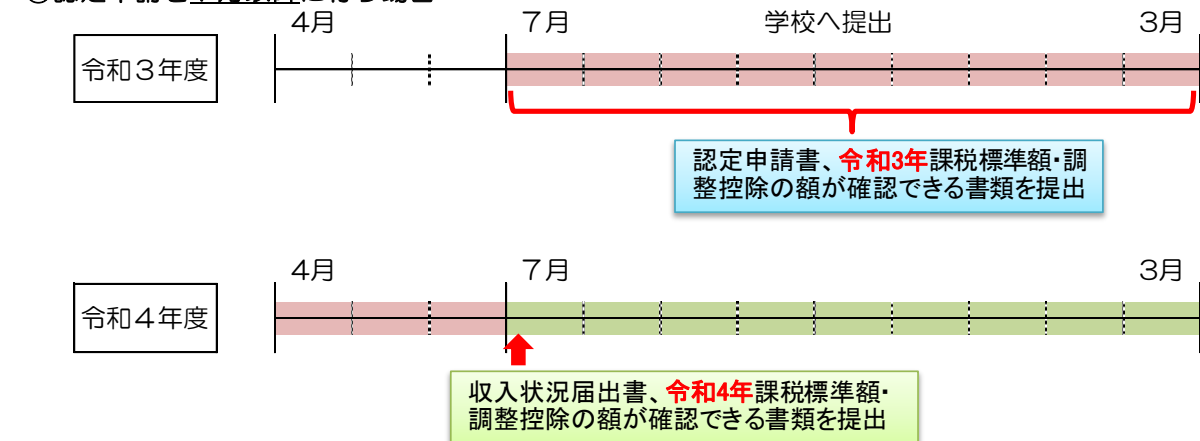 4月
7月
学校へ提出
3月
令和3年度
認定申請書、令和3年課税標準額・調
整控除の額が確認できる書類を提出
4月
7月
3月
令和4年度
収入状況届出書、令和4年課税標準額・
調整控除の額が確認できる書類を提出